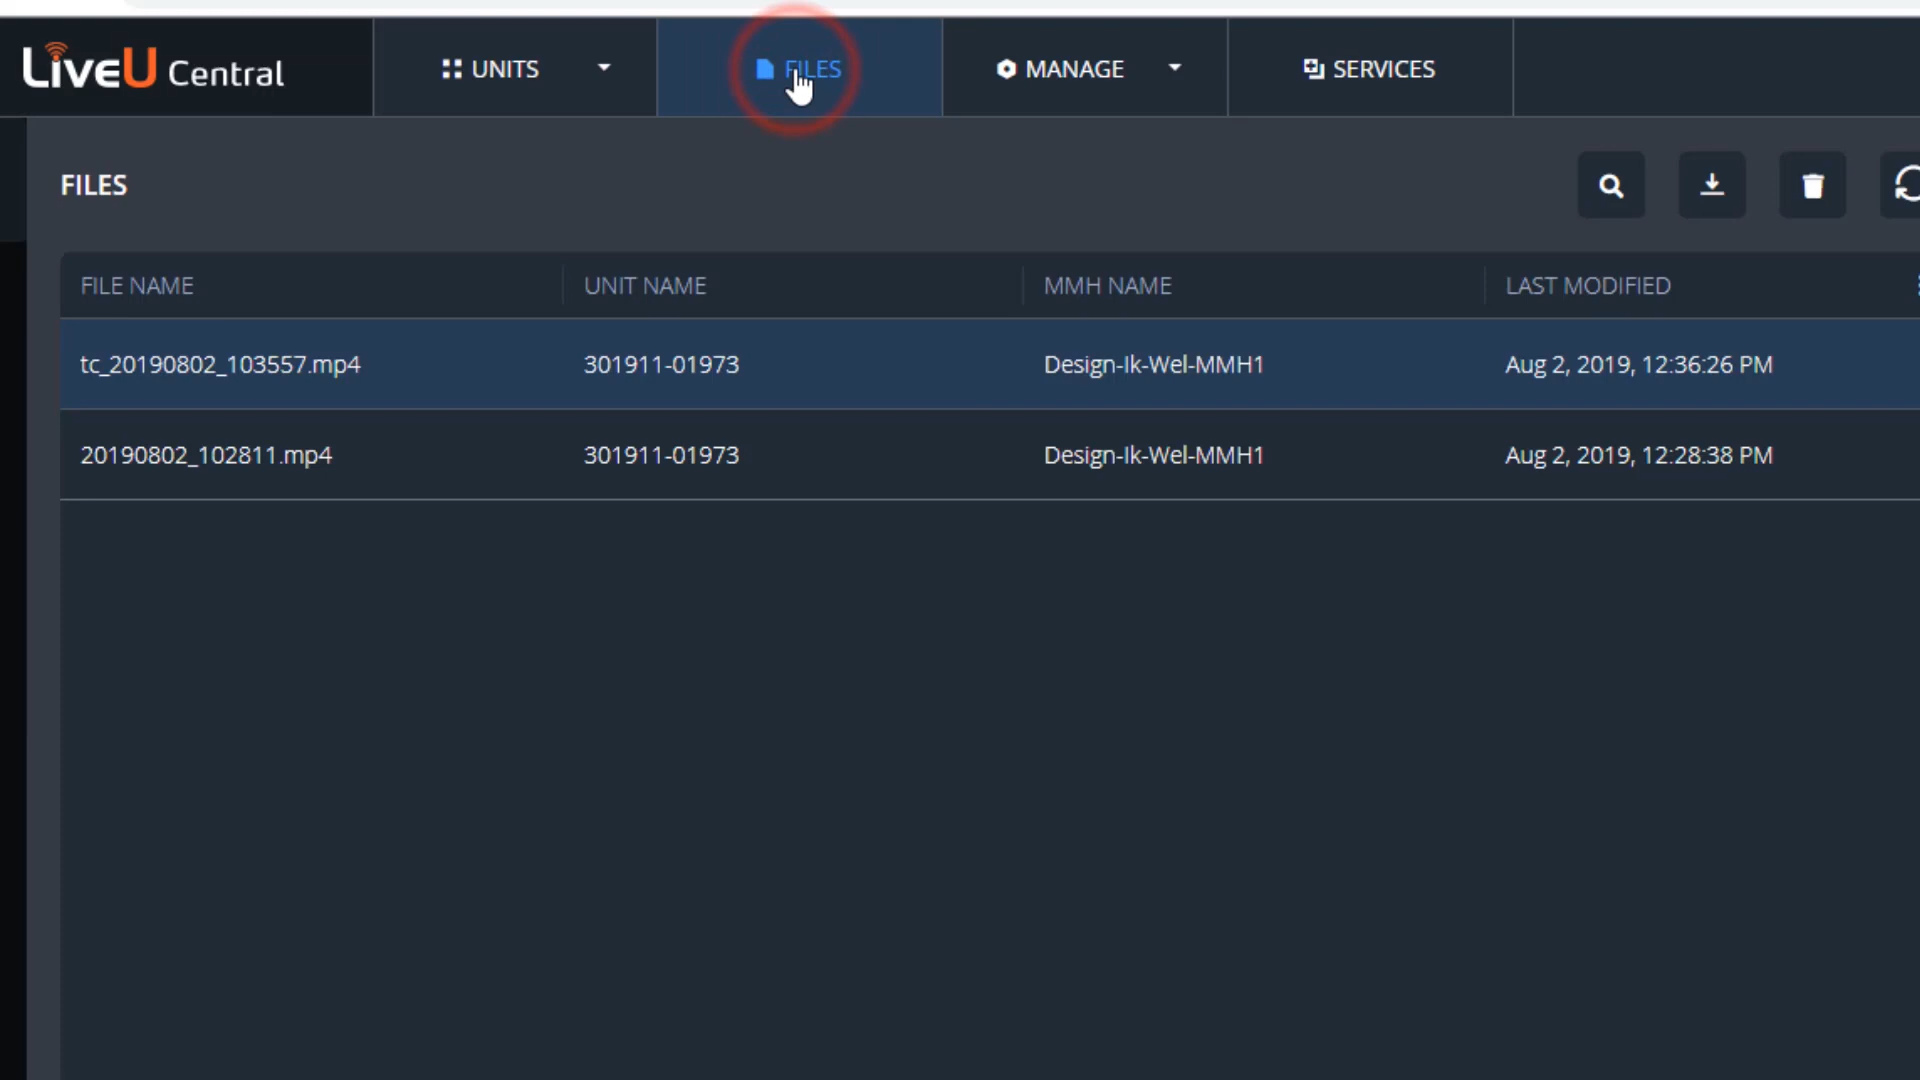 LiveU Central
UNITS
FILES
MANAGE
SERVICES
FILES
FILE NAME
UNIT NAME
MMH NAME
LAST MODIFIED
tc_20190802_103557.mp4
301911-01973
Design-Ik-Wel-MMH1
Aug 2, 2019, 12:36:26 PM
20190802_102811.mp4
301911-01973
Design-Ik-Wel-MMH1
Aug 2, 2019, 12:28:38 PM